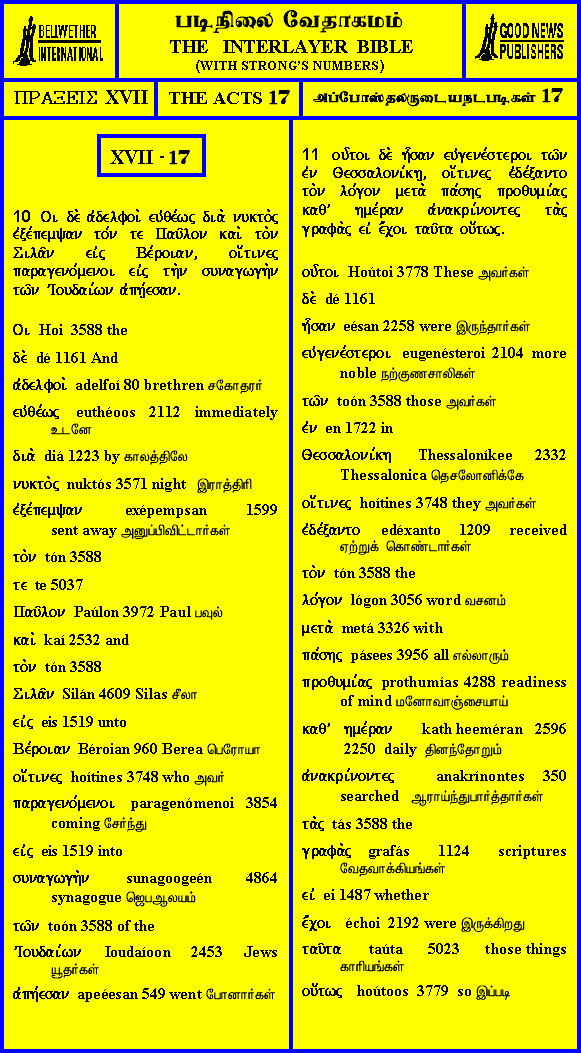 BELLWETHER
INTERNATIONAL
படிநிலை வேதாகமம்
THE INTERLAYER BIBLE
(WITH STRONG'S NUMBERS)
GOOD NEWS
PUBLISHERS
ΠΡΑΞΕΙΣ XVII
THE ACTS 17
அப்போஸ்தலருடையநடபடிகள் 17
XVII - 17
10 Οι δὲ ἀδελφοὶ εὐθέως διὰ νυκτὸς
ἐξέπεμψαν τόν τε Παῦλον καὶ τὸν
Σιλᾶν εἰς Βέροιαν, οἵτινες
παραγενόμενοι εἰς τὴν συναγωγὴν
τῶν Ἰουδαίων ἀπῄεσαν.
Οι Hoi 3588 the
δὲ dé 1161 And
ἀδελφοὶ adelfoí 80 brethren சகோதரர்
εὐθέως euthéoos 2112 immediately
உடனே
διὰ diá 1223 by காலத்திலே
νυκτὸς nuktós 3571 night இராத்திரி
ἐξέπεμψαν exépempsan 1599
sent away அனுப்பிவிட்டார்கள்
τὸν tón 3588
τε te 5037
Παῦλον Paúlon 3972 Paul பவுல்
καὶ kaí 2532 and
τὸν tón 3588
Σιλᾶν Silán 4609 Silas சீலா
εἰς eis 1519 unto
Βέροιαν Béroian 960 Berea பெரோயா
οἵτινες hoítines 3748 who அவர்
παραγενόμενοι paragenómenoi 3854
coming சேர்ந்து
εἰς eis 1519 into
συναγωγὴν sunagoogeén 4864
synagogue ஜெபஆலயம்
τῶν toón 3588 of the
Ἰουδαίων Ioudaíoon 2453 Jews
யூதர்கள்
ἀπῄεσαν apeéesan 549 went போனார்கள்
11 οὗτοι δὲ ἦσαν εὐγενέστεροι τῶν
ἐν Θεσσαλονίκῃ, οἵτινες ἐδέξαντο
τὸν λόγον μετὰ πάσης προθυμίας
καθ' ημέραν ἀνακρίνοντες τὰς
γραφὰς εἰ ἔχοι ταῦτα οὕτως.
οὗτοι Hoútoi 3778 These அவர்கள்
δὲ dé 1161
ἦσαν eésan 2258 were இருந்தார்கள்
εὐγενέστεροι eugenésteroi 2104 more
noble நற்குணசாலிகள்
τῶν toón 3588 those அவர்கள்
ἐν en 1722 in
Θεσσαλονίκη Thessaloníkee 2332
Thessalonica தெசலோனிக்கே
οἵτινες hoítines 3748 they அவர்கள்
ἐδέξαντο edéxanto 1209 received
ஏற்றுக் கொண்டார்கள்
τὸν tón 3588 the
λόγον lógon 3056 word வசனம்
μετὰ metá 3326 with
πάσης pásees 3956 all எல்லாரும்
προθυμίας prothumías 4288 readiness
of mind மனோவாஞ்சையாய்
καθ' ημέραν kath heeméran 2596
2250 daily தினந்தோறும்
ἀνακρίνοντες anakrínontes 350
searched ஆராய்ந்துபார்த்தார்கள்
τὰς tás 3588 the
γραφὰς grafás 1124 scriptures
வேதவாக்கியங்கள்
εἰ ei 1487 whether
ἔχοι échoi 2192 were இருக்கிறது
ταῦτα taúta 5023 those things
காரியங்கள்
οὕτως hoútoos 3779 so இப்படி